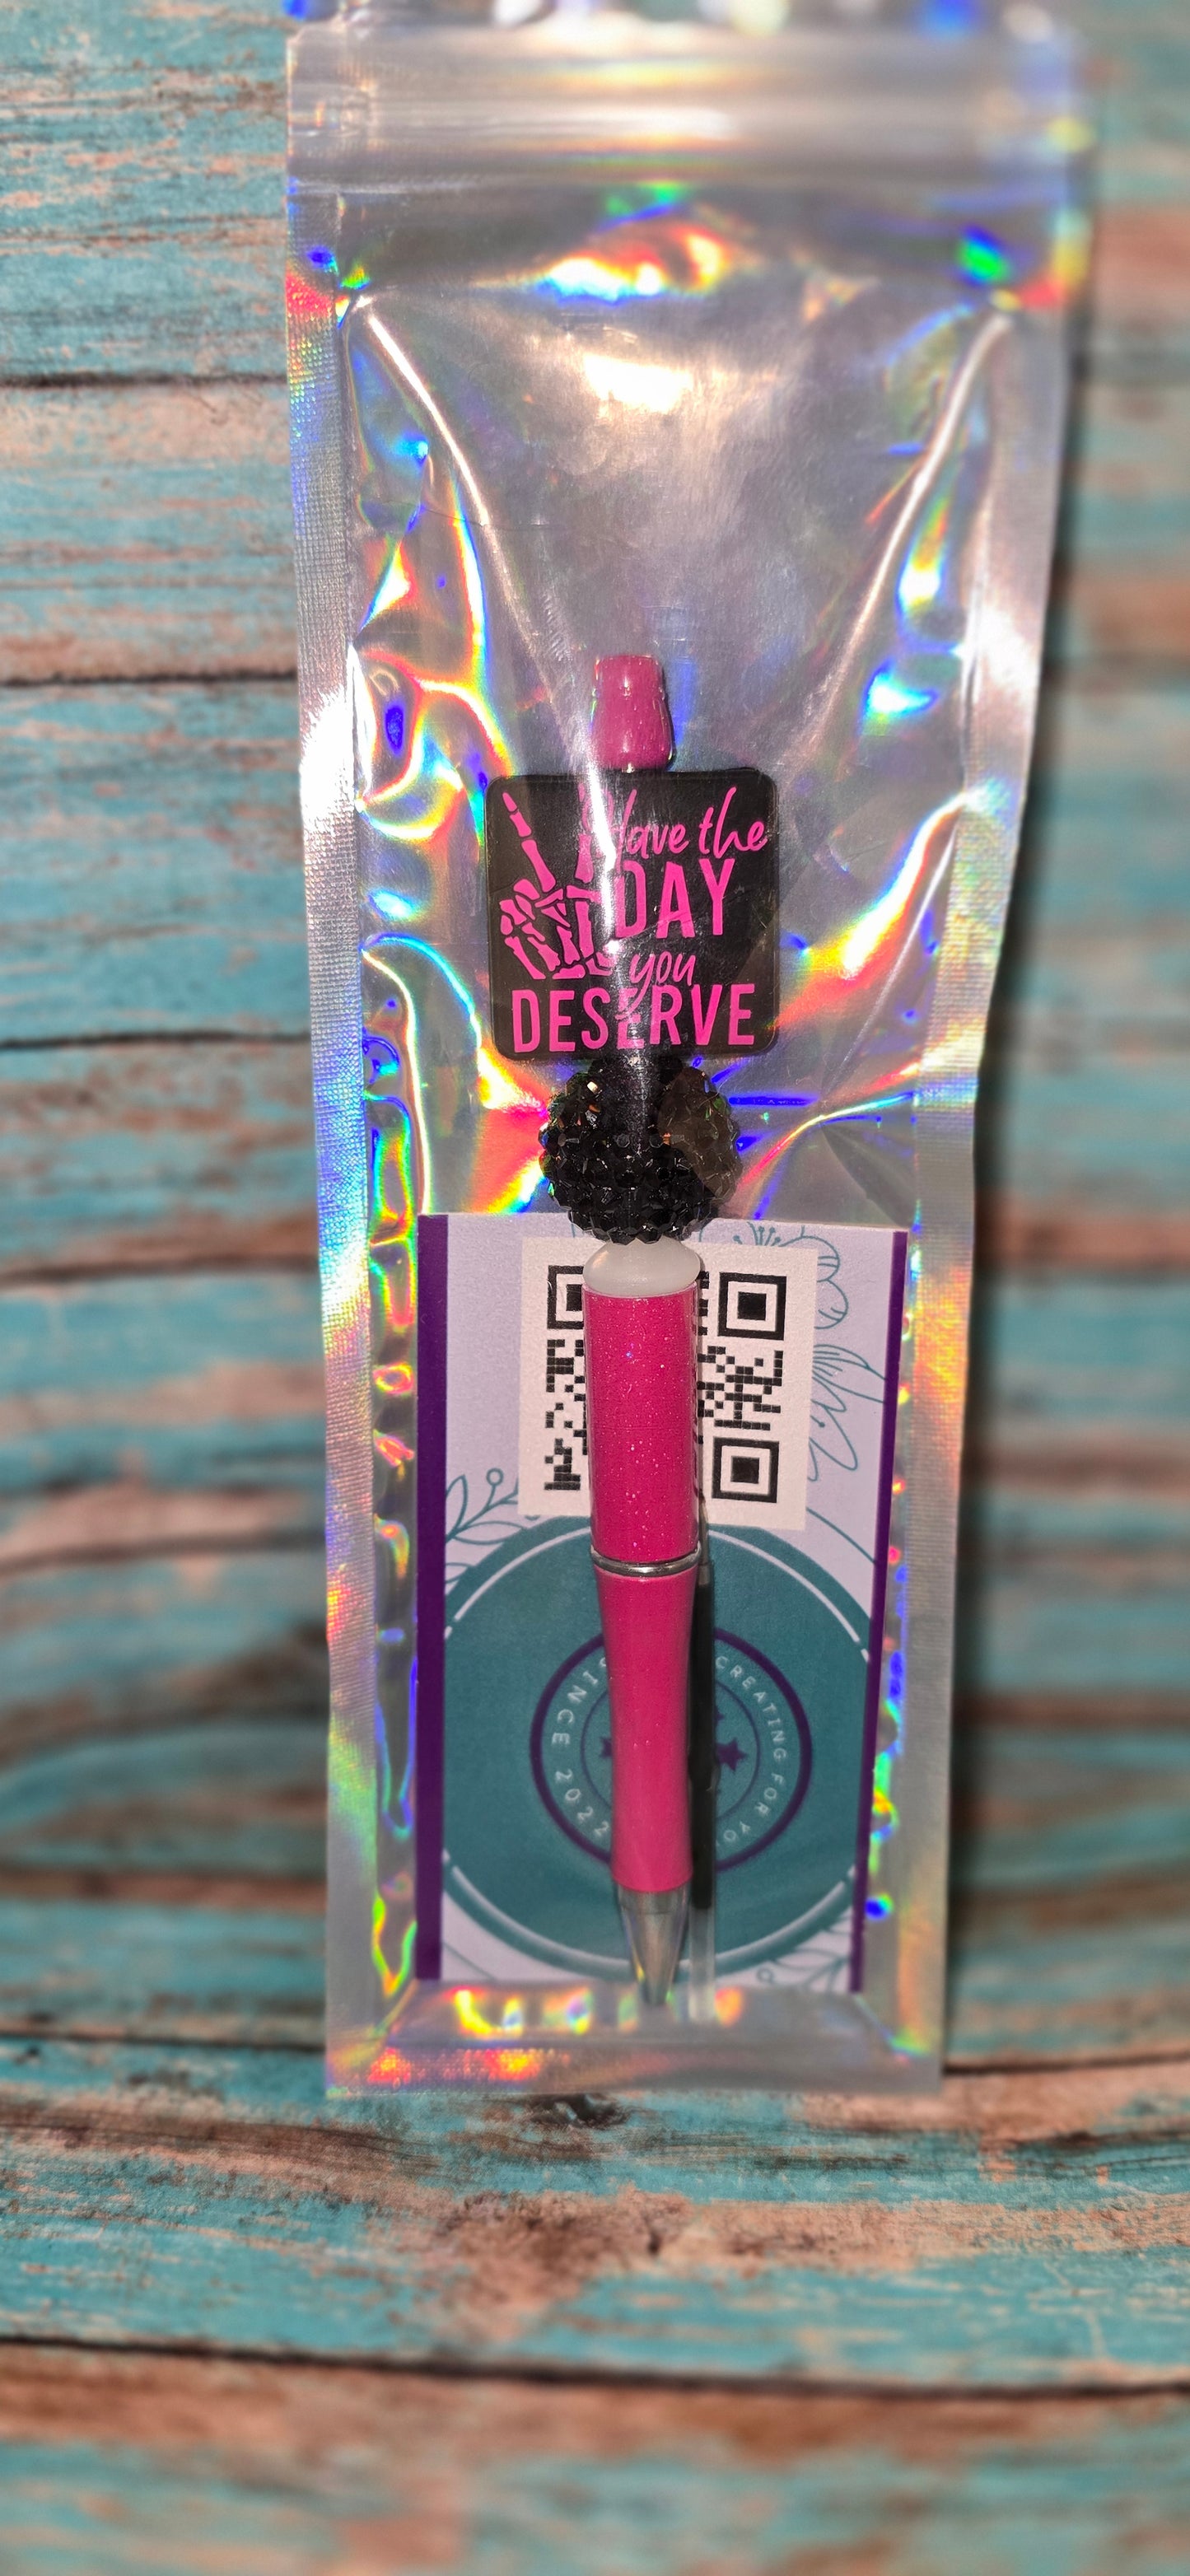 Have the
DAY
you
DESERVE
SINCE 2022
CREATING FOR YOU